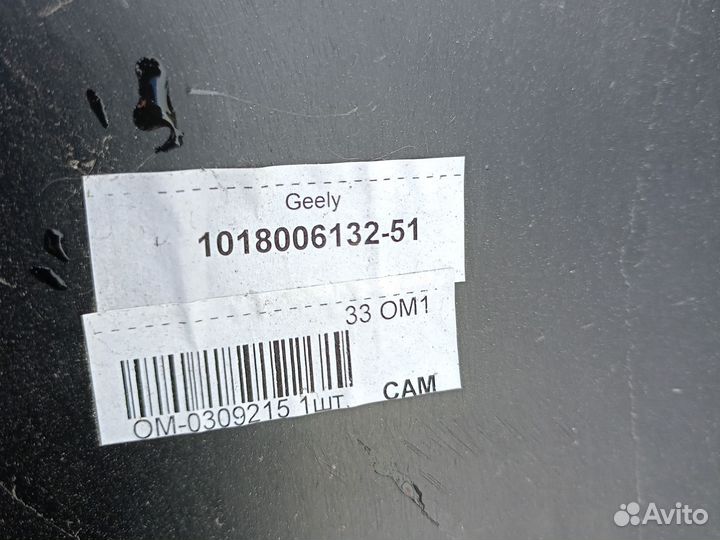 Geely
1018006132-51
33 OM1
OM-0309215 1шт.
CAM
Avito